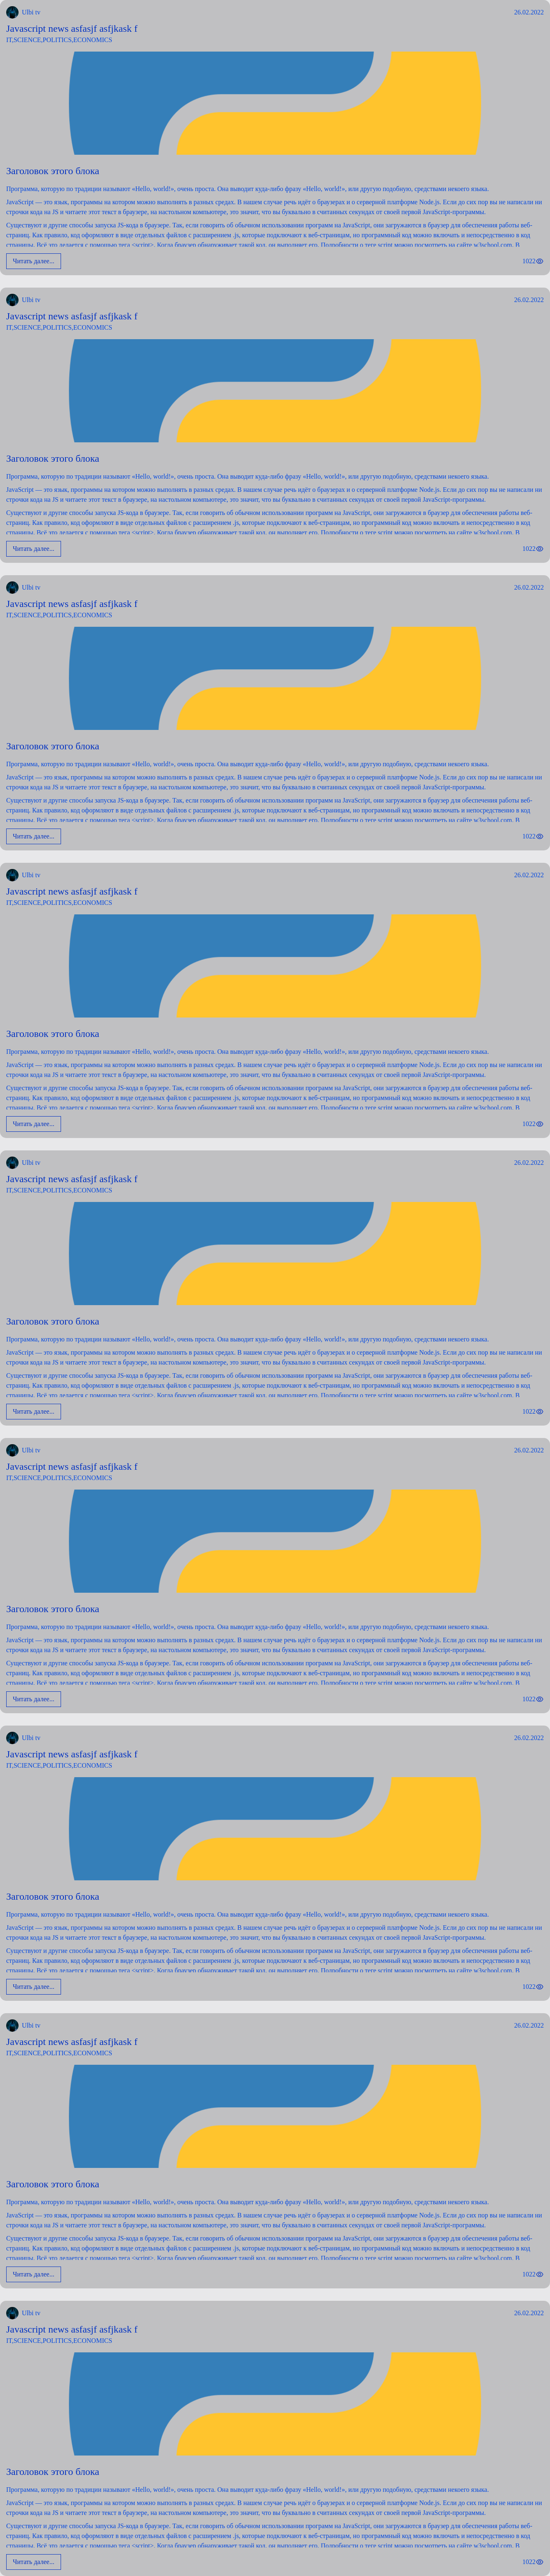 Ulbi tv 26.02.2022
Javascript news asfasjf asfjkask f
IT,SCIENCE,POLITICS,ECONOMICS
Заголовок этого блока
Программа, которую по традиции называют «Hello, world!», очень проста. Она выводит куда-либо фразу «Hello, world!», или другую подобную, средствами некоего языка.
JavaScript — это язык, программы на котором можно выполнять в разных средах. В нашем случае речь идёт о браузерах и о серверной платформе Node.js. Если до сих пор вы не написали ни
строчки кода на JS и читаете этот текст в браузере, на настольном компьютере, это значит, что вы буквально в считанных секундах от своей первой JavaScript-программы.
Существуют и другие способы запуска JS-кода в браузере. Так, если говорить об обычном использовании программ на JavaScript, они загружаются в браузер для обеспечения работы веб-
страниц. Как правило, код оформляют в виде отдельных файлов с расширением .js, которые подключают к веб-страницам, но программный код можно включать и непосредственно в код
страницы. Всё это делается с помощью тега <script>. Когда браузер обнаруживает такой код, он выполняет его. Подробности о теге script можно посмотреть на сайте w3school.com. В
Читать далее... 1022
Ulbi tv 26.02.2022
Javascript news asfasjf asfjkask f
IT,SCIENCE,POLITICS,ECONOMICS
Заголовок этого блока
Программа, которую по традиции называют «Hello, world!», очень проста. Она выводит куда-либо фразу «Hello, world!», или другую подобную, средствами некоего языка.
JavaScript — это язык, программы на котором можно выполнять в разных средах. В нашем случае речь идёт о браузерах и о серверной платформе Node.js. Если до сих пор вы не написали ни
строчки кода на JS и читаете этот текст в браузере, на настольном компьютере, это значит, что вы буквально в считанных секундах от своей первой JavaScript-программы.
Существуют и другие способы запуска JS-кода в браузере. Так, если говорить об обычном использовании программ на JavaScript, они загружаются в браузер для обеспечения работы веб-
страниц. Как правило, код оформляют в виде отдельных файлов с расширением .js, которые подключают к веб-страницам, но программный код можно включать и непосредственно в код
страницы. Всё это делается с помощью тега <script>. Когда браузер обнаруживает такой код, он выполняет его. Подробности о теге script можно посмотреть на сайте w3school.com. В
Читать далее... 1022
Ulbi tv 26.02.2022
Javascript news asfasjf asfjkask f
IT,SCIENCE,POLITICS,ECONOMICS
Заголовок этого блока
Программа, которую по традиции называют «Hello, world!», очень проста. Она выводит куда-либо фразу «Hello, world!», или другую подобную, средствами некоего языка.
JavaScript — это язык, программы на котором можно выполнять в разных средах. В нашем случае речь идёт о браузерах и о серверной платформе Node.js. Если до сих пор вы не написали ни
строчки кода на JS и читаете этот текст в браузере, на настольном компьютере, это значит, что вы буквально в считанных секундах от своей первой JavaScript-программы.
Существуют и другие способы запуска JS-кода в браузере. Так, если говорить об обычном использовании программ на JavaScript, они загружаются в браузер для обеспечения работы веб-
страниц. Как правило, код оформляют в виде отдельных файлов с расширением .js, которые подключают к веб-страницам, но программный код можно включать и непосредственно в код
страницы. Всё это делается с помощью тега <script>. Когда браузер обнаруживает такой код, он выполняет его. Подробности о теге script можно посмотреть на сайте w3school.com. В
Читать далее... 1022
Ulbi tv 26.02.2022
Javascript news asfasjf asfjkask f
IT,SCIENCE,POLITICS,ECONOMICS
Заголовок этого блока
Программа, которую по традиции называют «Hello, world!», очень проста. Она выводит куда-либо фразу «Hello, world!», или другую подобную, средствами некоего языка.
JavaScript — это язык, программы на котором можно выполнять в разных средах. В нашем случае речь идёт о браузерах и о серверной платформе Node.js. Если до сих пор вы не написали ни
строчки кода на JS и читаете этот текст в браузере, на настольном компьютере, это значит, что вы буквально в считанных секундах от своей первой JavaScript-программы.
Существуют и другие способы запуска JS-кода в браузере. Так, если говорить об обычном использовании программ на JavaScript, они загружаются в браузер для обеспечения работы веб-
страниц. Как правило, код оформляют в виде отдельных файлов с расширением .js, которые подключают к веб-страницам, но программный код можно включать и непосредственно в код
страницы. Всё это делается с помощью тега <script>. Когда браузер обнаруживает такой код, он выполняет его. Подробности о теге script можно посмотреть на сайте w3school.com. В
Читать далее... 1022
Ulbi tv 26.02.2022
Javascript news asfasjf asfjkask f
IT,SCIENCE,POLITICS,ECONOMICS
Заголовок этого блока
Программа, которую по традиции называют «Hello, world!», очень проста. Она выводит куда-либо фразу «Hello, world!», или другую подобную, средствами некоего языка.
JavaScript — это язык, программы на котором можно выполнять в разных средах. В нашем случае речь идёт о браузерах и о серверной платформе Node.js. Если до сих пор вы не написали ни
строчки кода на JS и читаете этот текст в браузере, на настольном компьютере, это значит, что вы буквально в считанных секундах от своей первой JavaScript-программы.
Существуют и другие способы запуска JS-кода в браузере. Так, если говорить об обычном использовании программ на JavaScript, они загружаются в браузер для обеспечения работы веб-
страниц. Как правило, код оформляют в виде отдельных файлов с расширением .js, которые подключают к веб-страницам, но программный код можно включать и непосредственно в код
страницы. Всё это делается с помощью тега <script>. Когда браузер обнаруживает такой код, он выполняет его. Подробности о теге script можно посмотреть на сайте w3school.com. В
Читать далее... 1022
Ulbi tv 26.02.2022
Javascript news asfasjf asfjkask f
IT,SCIENCE,POLITICS,ECONOMICS
Заголовок этого блока
Программа, которую по традиции называют «Hello, world!», очень проста. Она выводит куда-либо фразу «Hello, world!», или другую подобную, средствами некоего языка.
JavaScript — это язык, программы на котором можно выполнять в разных средах. В нашем случае речь идёт о браузерах и о серверной платформе Node.js. Если до сих пор вы не написали ни
строчки кода на JS и читаете этот текст в браузере, на настольном компьютере, это значит, что вы буквально в считанных секундах от своей первой JavaScript-программы.
Существуют и другие способы запуска JS-кода в браузере. Так, если говорить об обычном использовании программ на JavaScript, они загружаются в браузер для обеспечения работы веб-
страниц. Как правило, код оформляют в виде отдельных файлов с расширением .js, которые подключают к веб-страницам, но программный код можно включать и непосредственно в код
страницы. Всё это делается с помощью тега <script>. Когда браузер обнаруживает такой код, он выполняет его. Подробности о теге script можно посмотреть на сайте w3school.com. В
Читать далее... 1022
Ulbi tv 26.02.2022
Javascript news asfasjf asfjkask f
IT,SCIENCE,POLITICS,ECONOMICS
Заголовок этого блока
Программа, которую по традиции называют «Hello, world!», очень проста. Она выводит куда-либо фразу «Hello, world!», или другую подобную, средствами некоего языка.
JavaScript — это язык, программы на котором можно выполнять в разных средах. В нашем случае речь идёт о браузерах и о серверной платформе Node.js. Если до сих пор вы не написали ни
строчки кода на JS и читаете этот текст в браузере, на настольном компьютере, это значит, что вы буквально в считанных секундах от своей первой JavaScript-программы.
Существуют и другие способы запуска JS-кода в браузере. Так, если говорить об обычном использовании программ на JavaScript, они загружаются в браузер для обеспечения работы веб-
страниц. Как правило, код оформляют в виде отдельных файлов с расширением .js, которые подключают к веб-страницам, но программный код можно включать и непосредственно в код
страницы. Всё это делается с помощью тега <script>. Когда браузер обнаруживает такой код, он выполняет его. Подробности о теге script можно посмотреть на сайте w3school.com. В
Читать далее... 1022
Ulbi tv 26.02.2022
Javascript news asfasjf asfjkask f
IT,SCIENCE,POLITICS,ECONOMICS
Заголовок этого блока
Программа, которую по традиции называют «Hello, world!», очень проста. Она выводит куда-либо фразу «Hello, world!», или другую подобную, средствами некоего языка.
JavaScript — это язык, программы на котором можно выполнять в разных средах. В нашем случае речь идёт о браузерах и о серверной платформе Node.js. Если до сих пор вы не написали ни
строчки кода на JS и читаете этот текст в браузере, на настольном компьютере, это значит, что вы буквально в считанных секундах от своей первой JavaScript-программы.
Существуют и другие способы запуска JS-кода в браузере. Так, если говорить об обычном использовании программ на JavaScript, они загружаются в браузер для обеспечения работы веб-
страниц. Как правило, код оформляют в виде отдельных файлов с расширением .js, которые подключают к веб-страницам, но программный код можно включать и непосредственно в код
страницы. Всё это делается с помощью тега <script>. Когда браузер обнаруживает такой код, он выполняет его. Подробности о теге script можно посмотреть на сайте w3school.com. В
Читать далее... 1022
Ulbi tv 26.02.2022
Javascript news asfasjf asfjkask f
IT,SCIENCE,POLITICS,ECONOMICS
Заголовок этого блока
Программа, которую по традиции называют «Hello, world!», очень проста. Она выводит куда-либо фразу «Hello, world!», или другую подобную, средствами некоего языка.
JavaScript — это язык, программы на котором можно выполнять в разных средах. В нашем случае речь идёт о браузерах и о серверной платформе Node.js. Если до сих пор вы не написали ни
строчки кода на JS и читаете этот текст в браузере, на настольном компьютере, это значит, что вы буквально в считанных секундах от своей первой JavaScript-программы.
Существуют и другие способы запуска JS-кода в браузере. Так, если говорить об обычном использовании программ на JavaScript, они загружаются в браузер для обеспечения работы веб-
страниц. Как правило, код оформляют в виде отдельных файлов с расширением .js, которые подключают к веб-страницам, но программный код можно включать и непосредственно в код
страницы. Всё это делается с помощью тега <script>. Когда браузер обнаруживает такой код, он выполняет его. Подробности о теге script можно посмотреть на сайте w3school.com. В
Читать далее... 1022